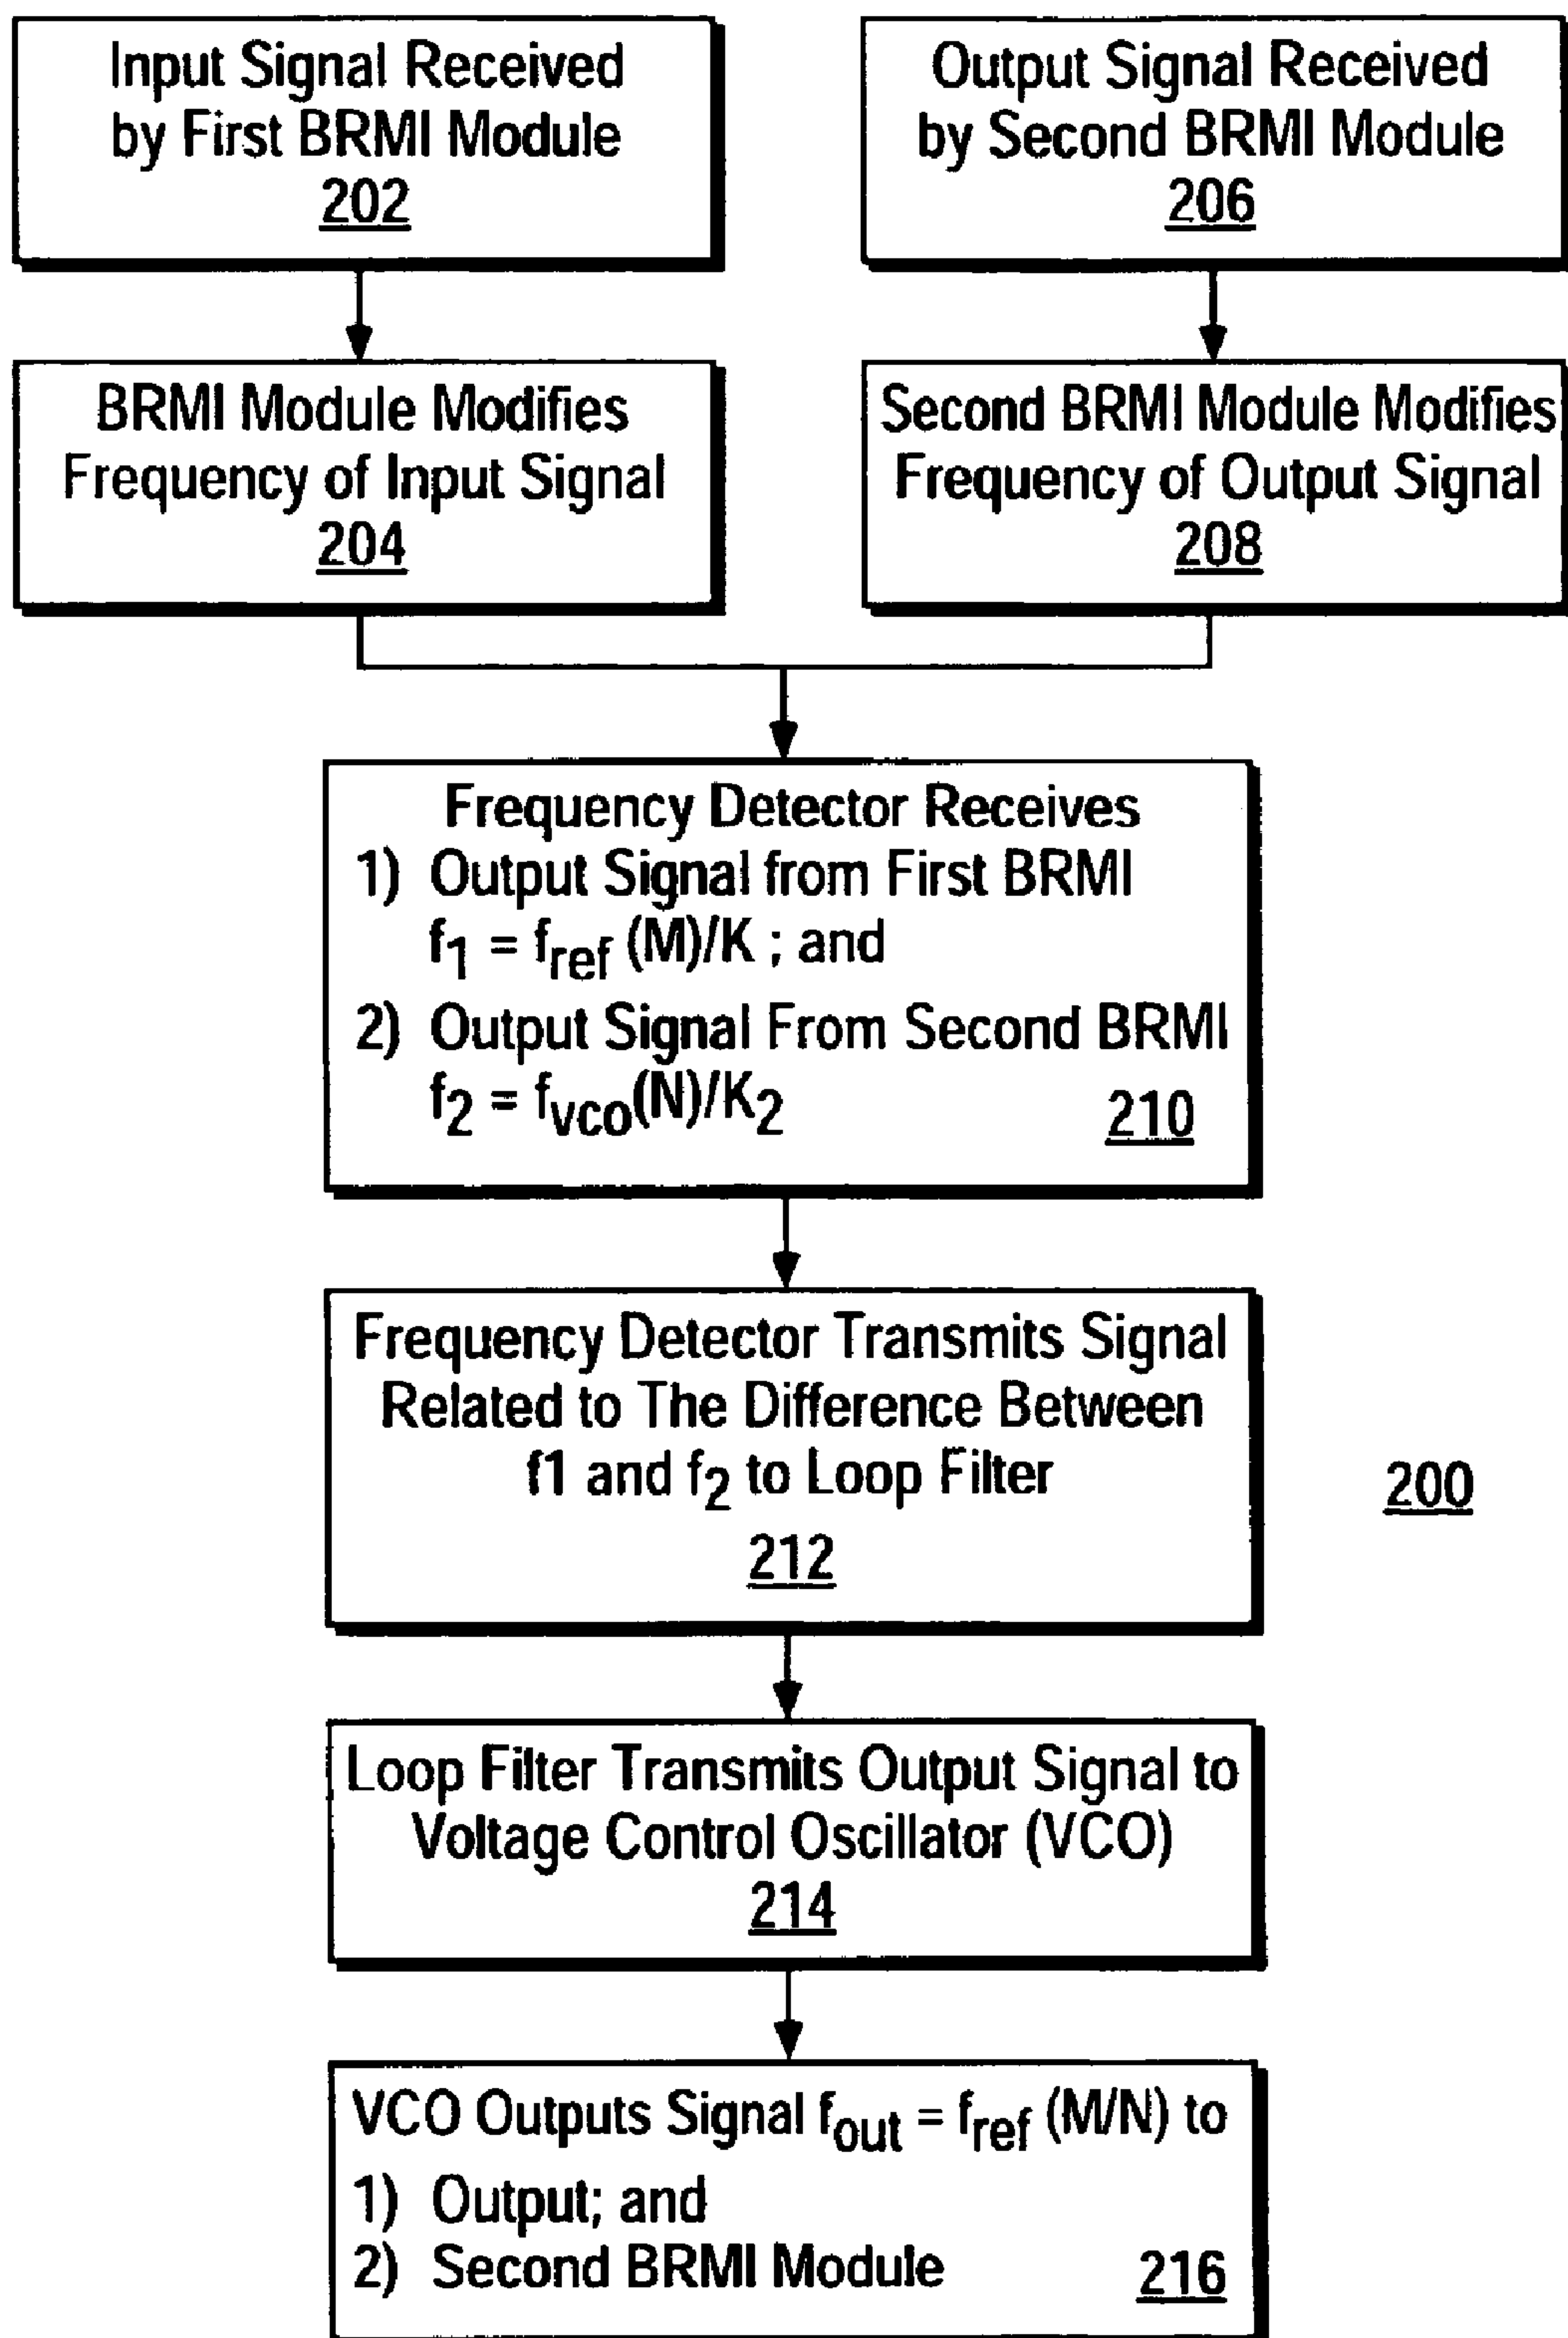 Input Signal Received
by First BRMI Module
202
Output Signal Received
by Second BRMI Module
206
BRMI Module Modifies
Frequency of Input Signal
204
Second BRMI Module Modifies
Frequency of Output Signal
208
Frequency Detector Receives
1) Output Signal from First BRMI
f1 = fref (M)/K ; and
2) Output Signal From Second BRMI
f2 = fvco(N)/K2
210
Frequency Detector Transmits Signal
Related to The Difference Between
f1 and f2 to Loop Filter
212
200
Loop Filter Transmits Output Signal to
Voltage Control Oscillator (VCO)
214
VCO Outputs Signal fout = fref (M/N) to
1) Output; and
2) Second BRMI Module
216